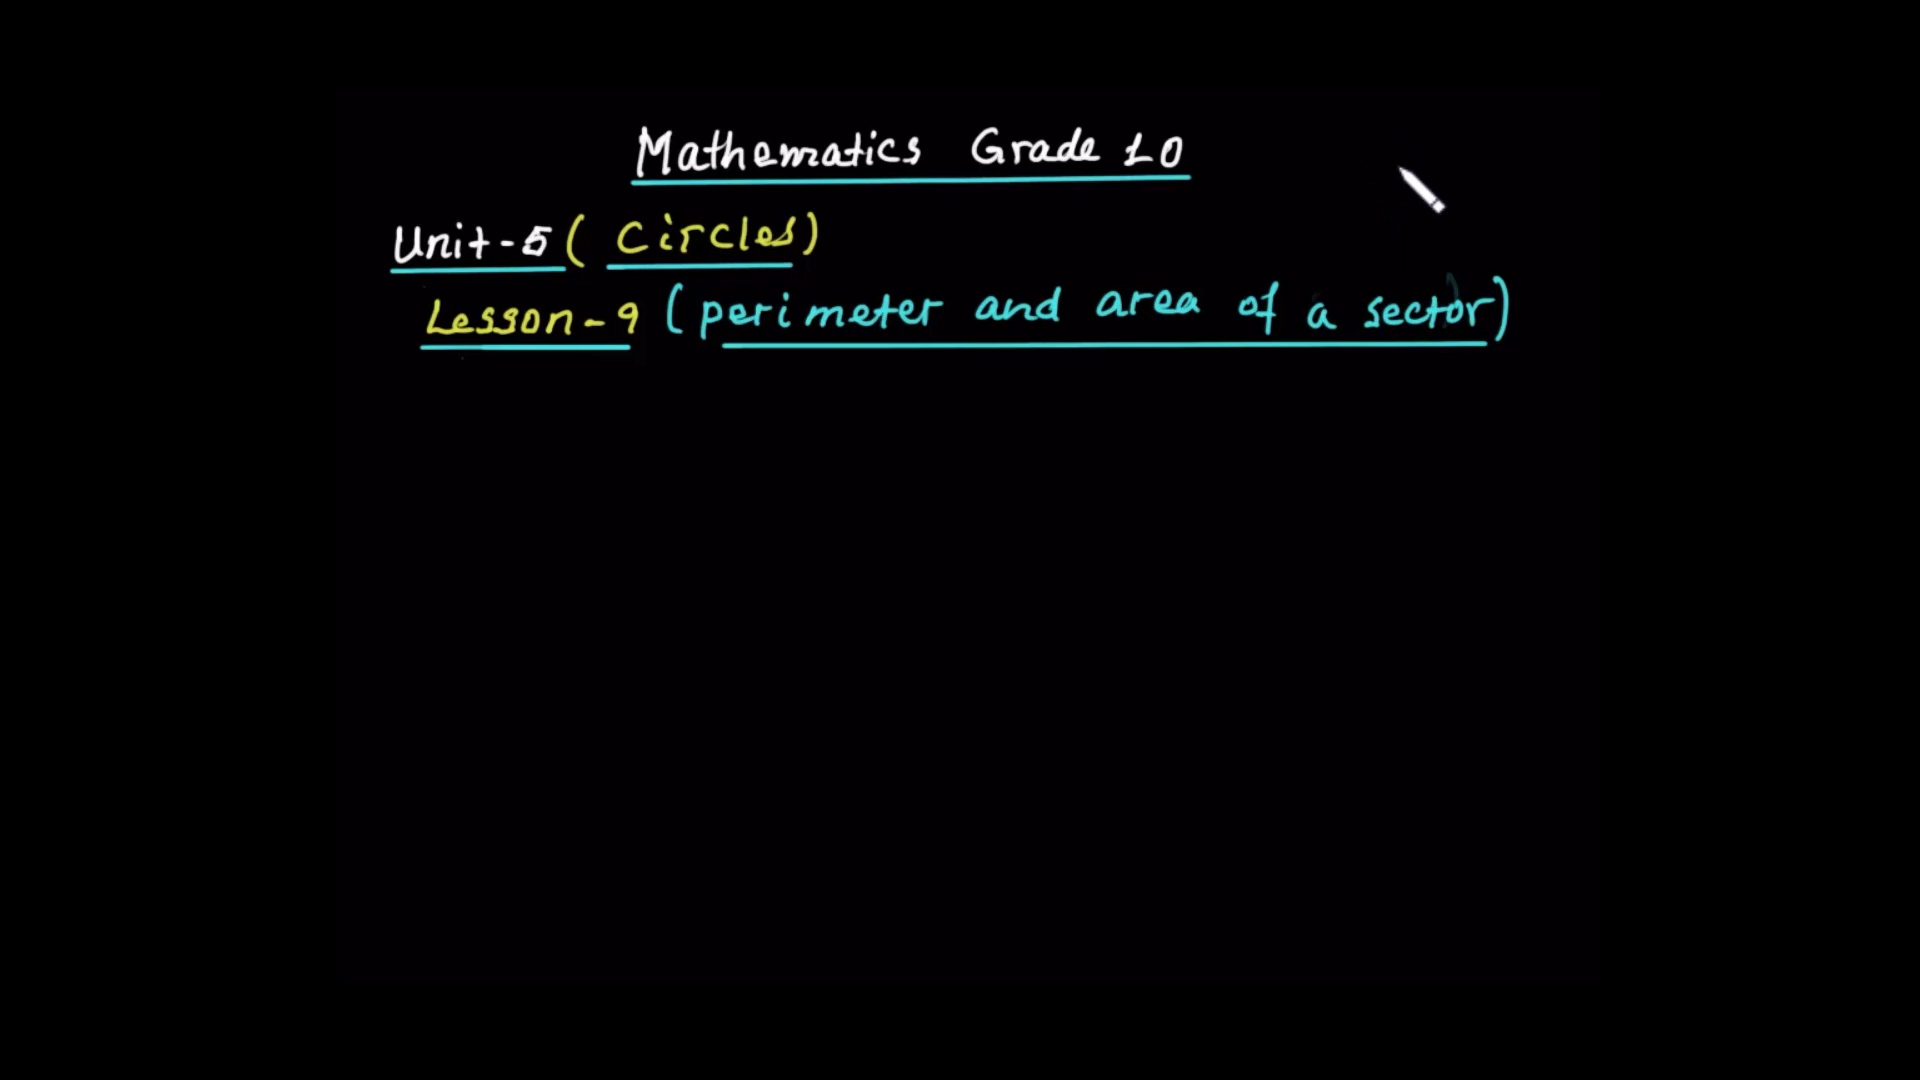 Mathematics Grade 10
Unit-5 ( Circles)
Lesson-9 (perimeter and area of a sector)